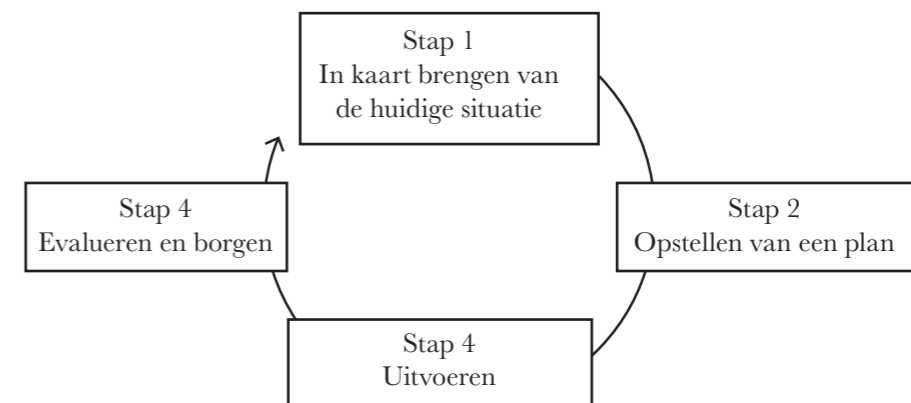 Stap 1
In kaart brengen van
de huidige situatie
Stap 2
Opstellen van een plan
Stap 4
Uitvoeren
Stap 4
Evalueren en borgen